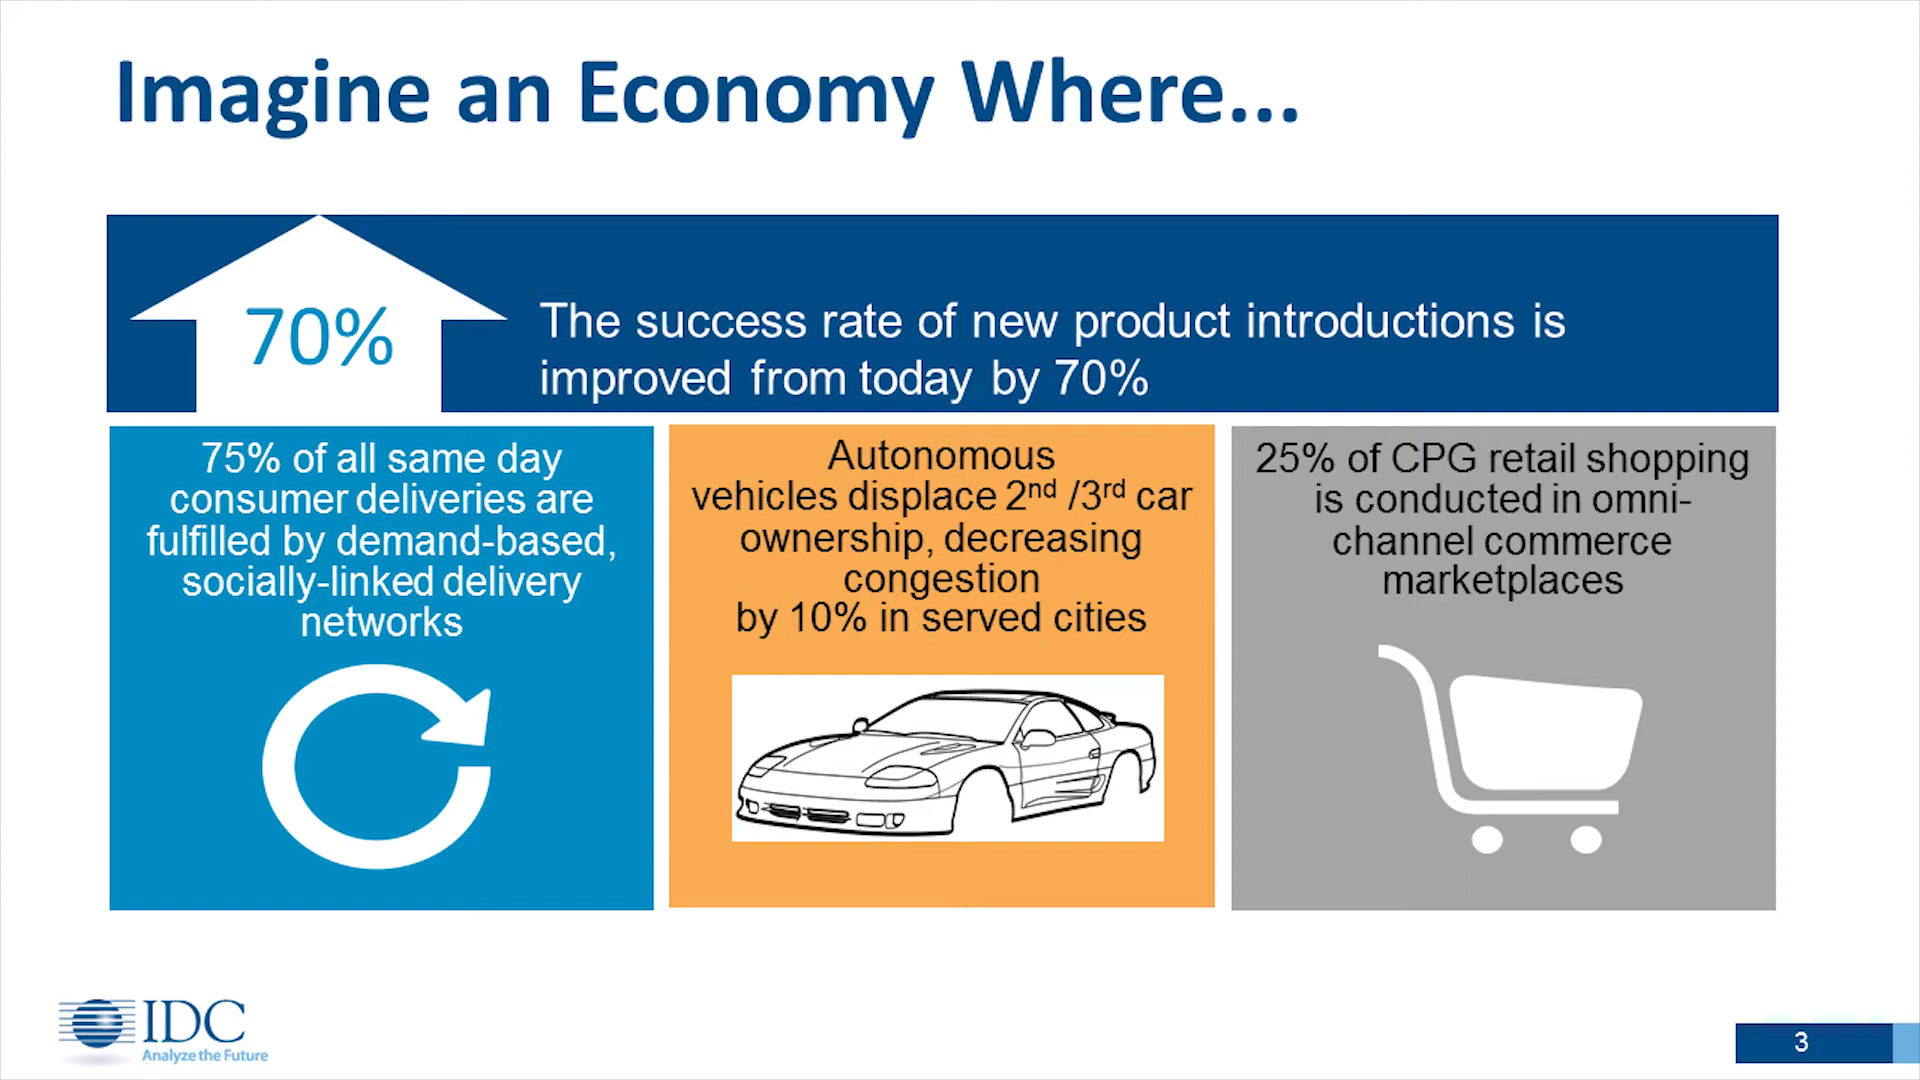 Imagine an Economy Where...
70%
The success rate of new product introductions is
improved from today by 70%
75% of all same day
consumer deliveries are
fulfilled by demand-based,
socially-linked delivery
networks
Autonomous
vehicles displace 2nd /3rd car
ownership, decreasing
congestion
by 10% in served cities
25% of CPG retail shopping
is conducted in omni-
channel commerce
marketplaces
IDC
Analyze the Future
3